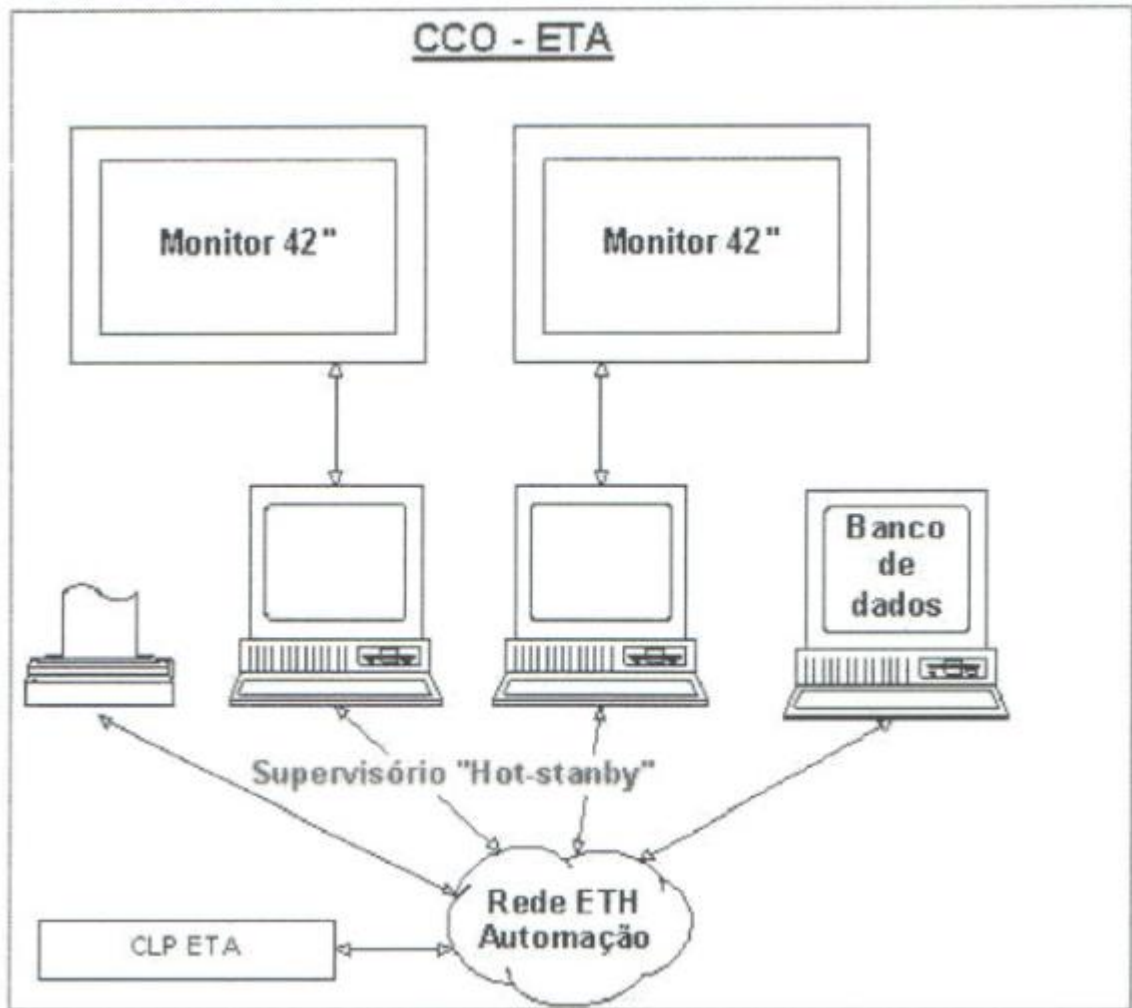 CCO - ETA
Monitor 42"
Monitor 42"
Banco
de
dados
Supervisório "Hot-stanby"
Rede ETH
Automação
CLP ETA